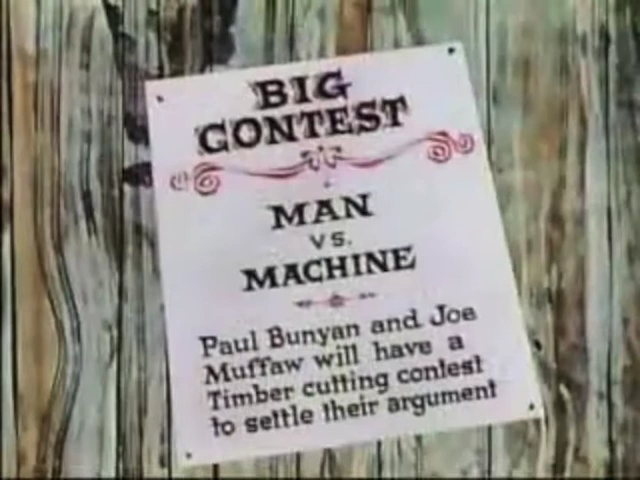 BIG
CONTEST
MAN
VS.
MACHINE
Paul Bunyan and Joe
Muffaw will have a
Timber cutting contest
to settle their argument